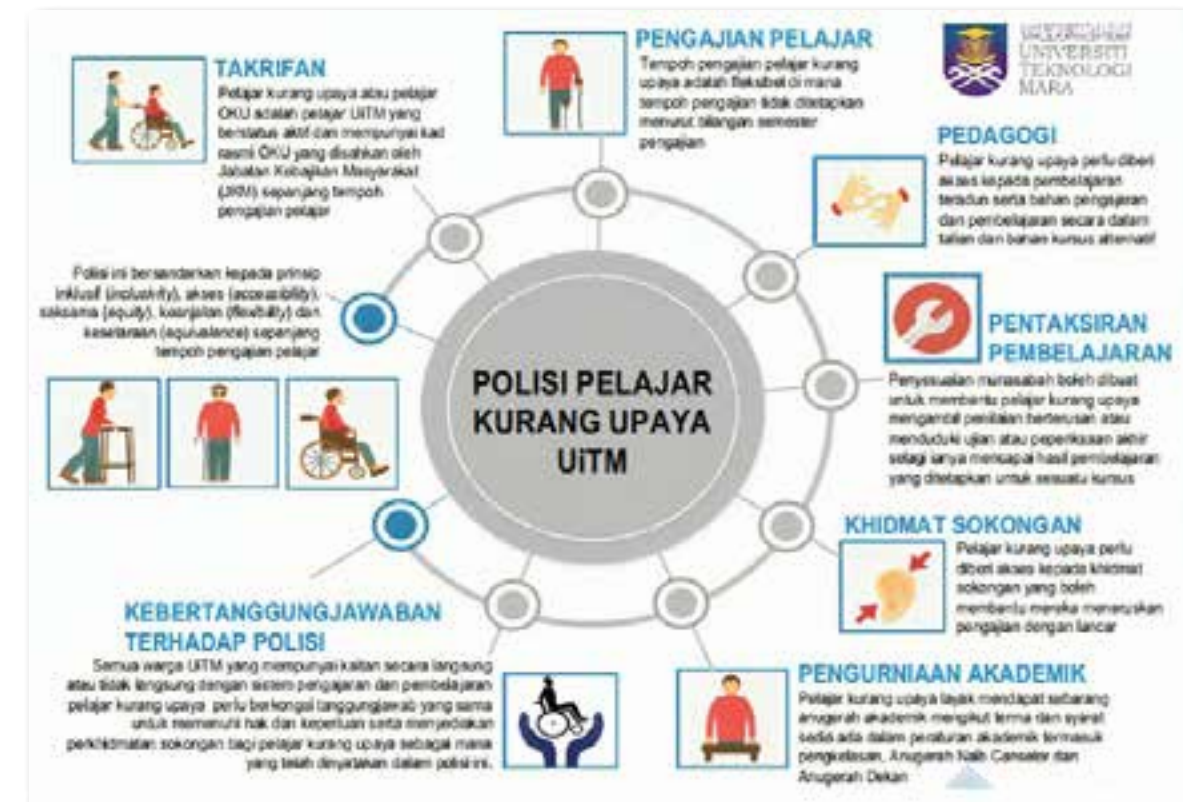 TAKRIFAN
Pelajar kurang upaya atau pelajar
OKU adalah pelajar UiTM yang
berstatus aktif dan mempunyai kad
rasmi OKU yang disahkan oleh
Jabatan Kebajikan Masyarakat
(JKM) sepanjang tempoh
pengajian pelajar
PENGAJIAN PELAJAR
Tempoh pengajian pelajar kurang
upaya adalah fleksibel di mana
tempoh pengajian tidak ditetapkan
menurut bilangan semester
pengajian
UNIVERSITI
TEKNOLOGI
MARA
PEDAGOGI
Pelajar kurang upaya perlu diberi
akses kepada pembelajaran
teradun serta bahan pengajaran
dan pembelajaran secara dalam
talian dan bahan kursus alternatif
Polisi ini bersandarkan kepada prinsip
inklusif (inclusivity), akses (accessibility),
saksama (equity), keanjalan (flexibility) dan
kesetaraan (equivalence) sepanjang
tempoh pengajian pelajar
POLISI PELAJAR
KURANG UPAYA
UiTM
PENTAKSIRAN
PEMBELAJARAN
Penyesuaian munasabah boleh dibuat
untuk membantu pelajar kurang upaya
mengambil penilaian berterusan atau
menduduki ujian atau peperiksaan akhir
selagi ianya mencapai hasil pembelajaran
yang ditetapkan untuk sesuatu kursus
KHIDMAT SOKONGAN
Pelajar kurang upaya perlu
diberi akses kepada khidmat
sokongan yang boleh
membantu mereka meneruskan
pengajian dengan lancar
KEBERTANGGUNGJAWABAN
TERHADAP POLISI
Semua warga UiTM yang mempunyai kaitan secara langsung
atau tidak langsung dengan sistem pengajaran dan pembelajaran
pelajar kurang upaya perlu berkongsi tanggungjawab yang sama
untuk memenuhi hak dan keperluan serta menyediakan
perkhidmatan sokongan bagi pelajar kurang upaya sebagai mana
yang telah dinyatakan dalam polisi ini.
PENGURNIAAN AKADEMIK
Pelajar kurang upaya layak mendapat sebarang
anugerah akademik mengikut terma dan syarat
sedia ada dalam peraturan akademik termasuk
pengkelasan, Anugerah Naib Canselor dan
Anugerah Dekan